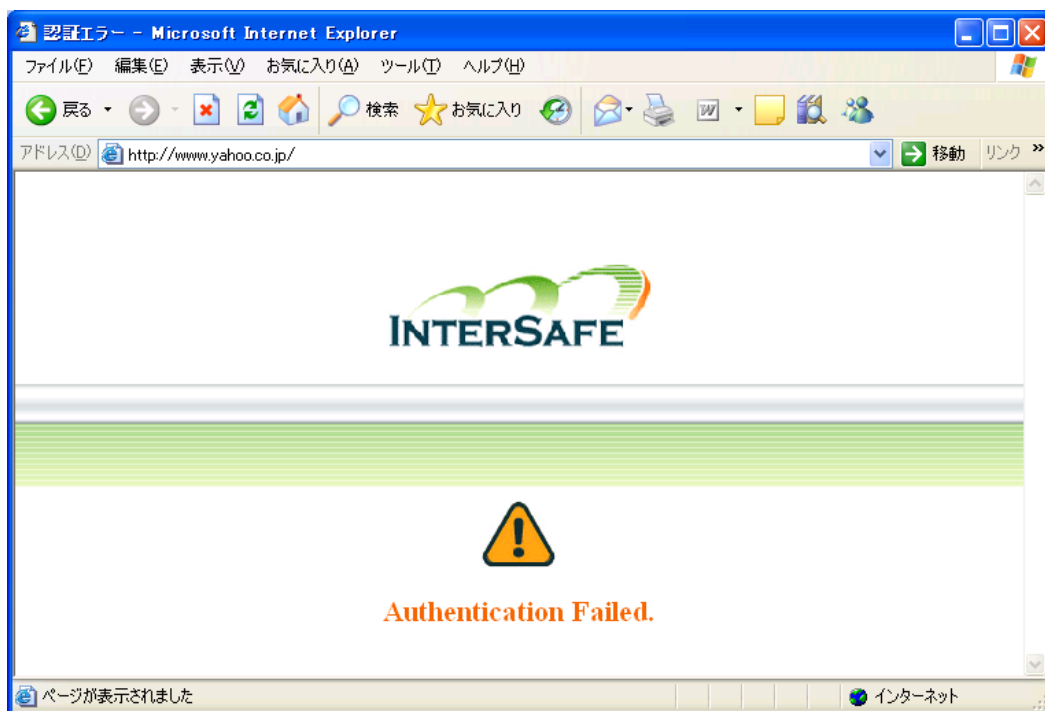 認証エラー - Microsoft Internet Explorer
ファイル(F) 編集(E) 表示(V) お気に入り(A) ツール(T) ヘルプ(H)
戻る 検索 お気に入り W
アドレス(D) http://www.yahoo.co.jp/ 移動 リンク »
INTERSAFE
Authentication Failed.
ページが表示されました インターネット